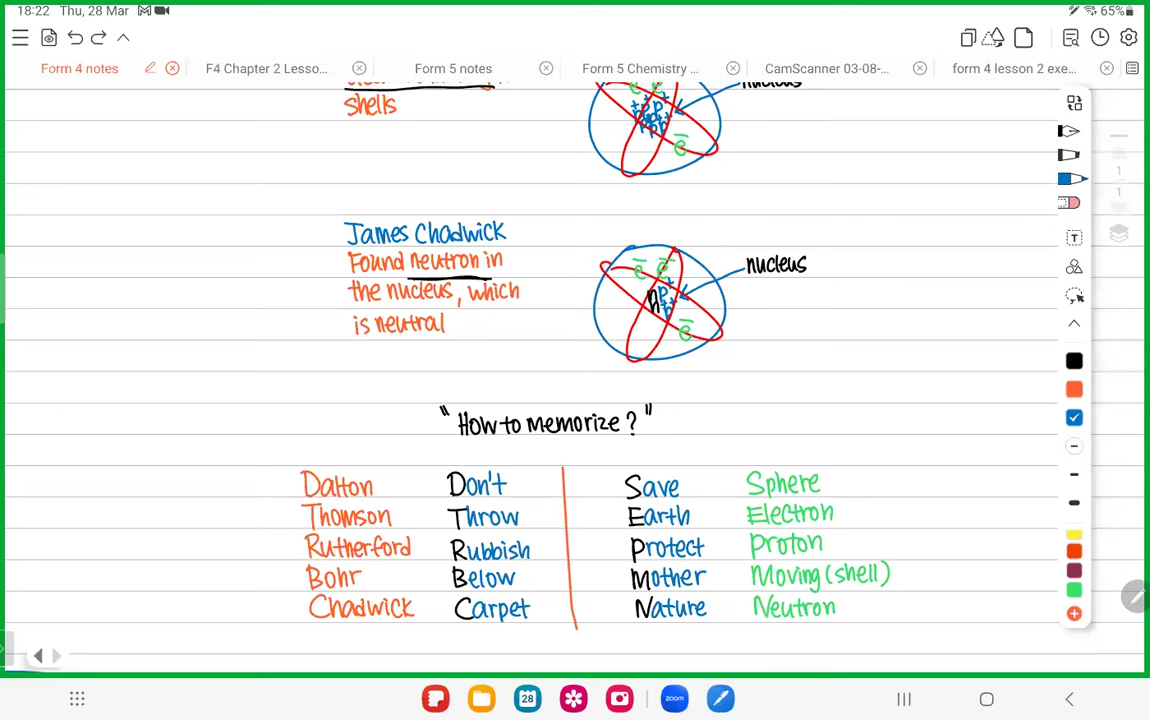 18:22 Thu, 28 Mar
65%
Form 4 notes
F4 Chapter 2 Lesso...
Form 5 notes
Form 5 Chemistry ...
CamScanner 03-08-...
form 4 lesson 2 exe...
shells
nucleus
James Chadwick
Found neutron in
the nucleus, which
is neutral
nucleus
"How to memorize?"
Dalton Don't Save Sphere
Thomson Throw Earth Electron
Rutherford Rubbish Protect Proton
Bohr Below Mother Moving (shell)
Chadwick Carpet Nature Neutron
zoom
28